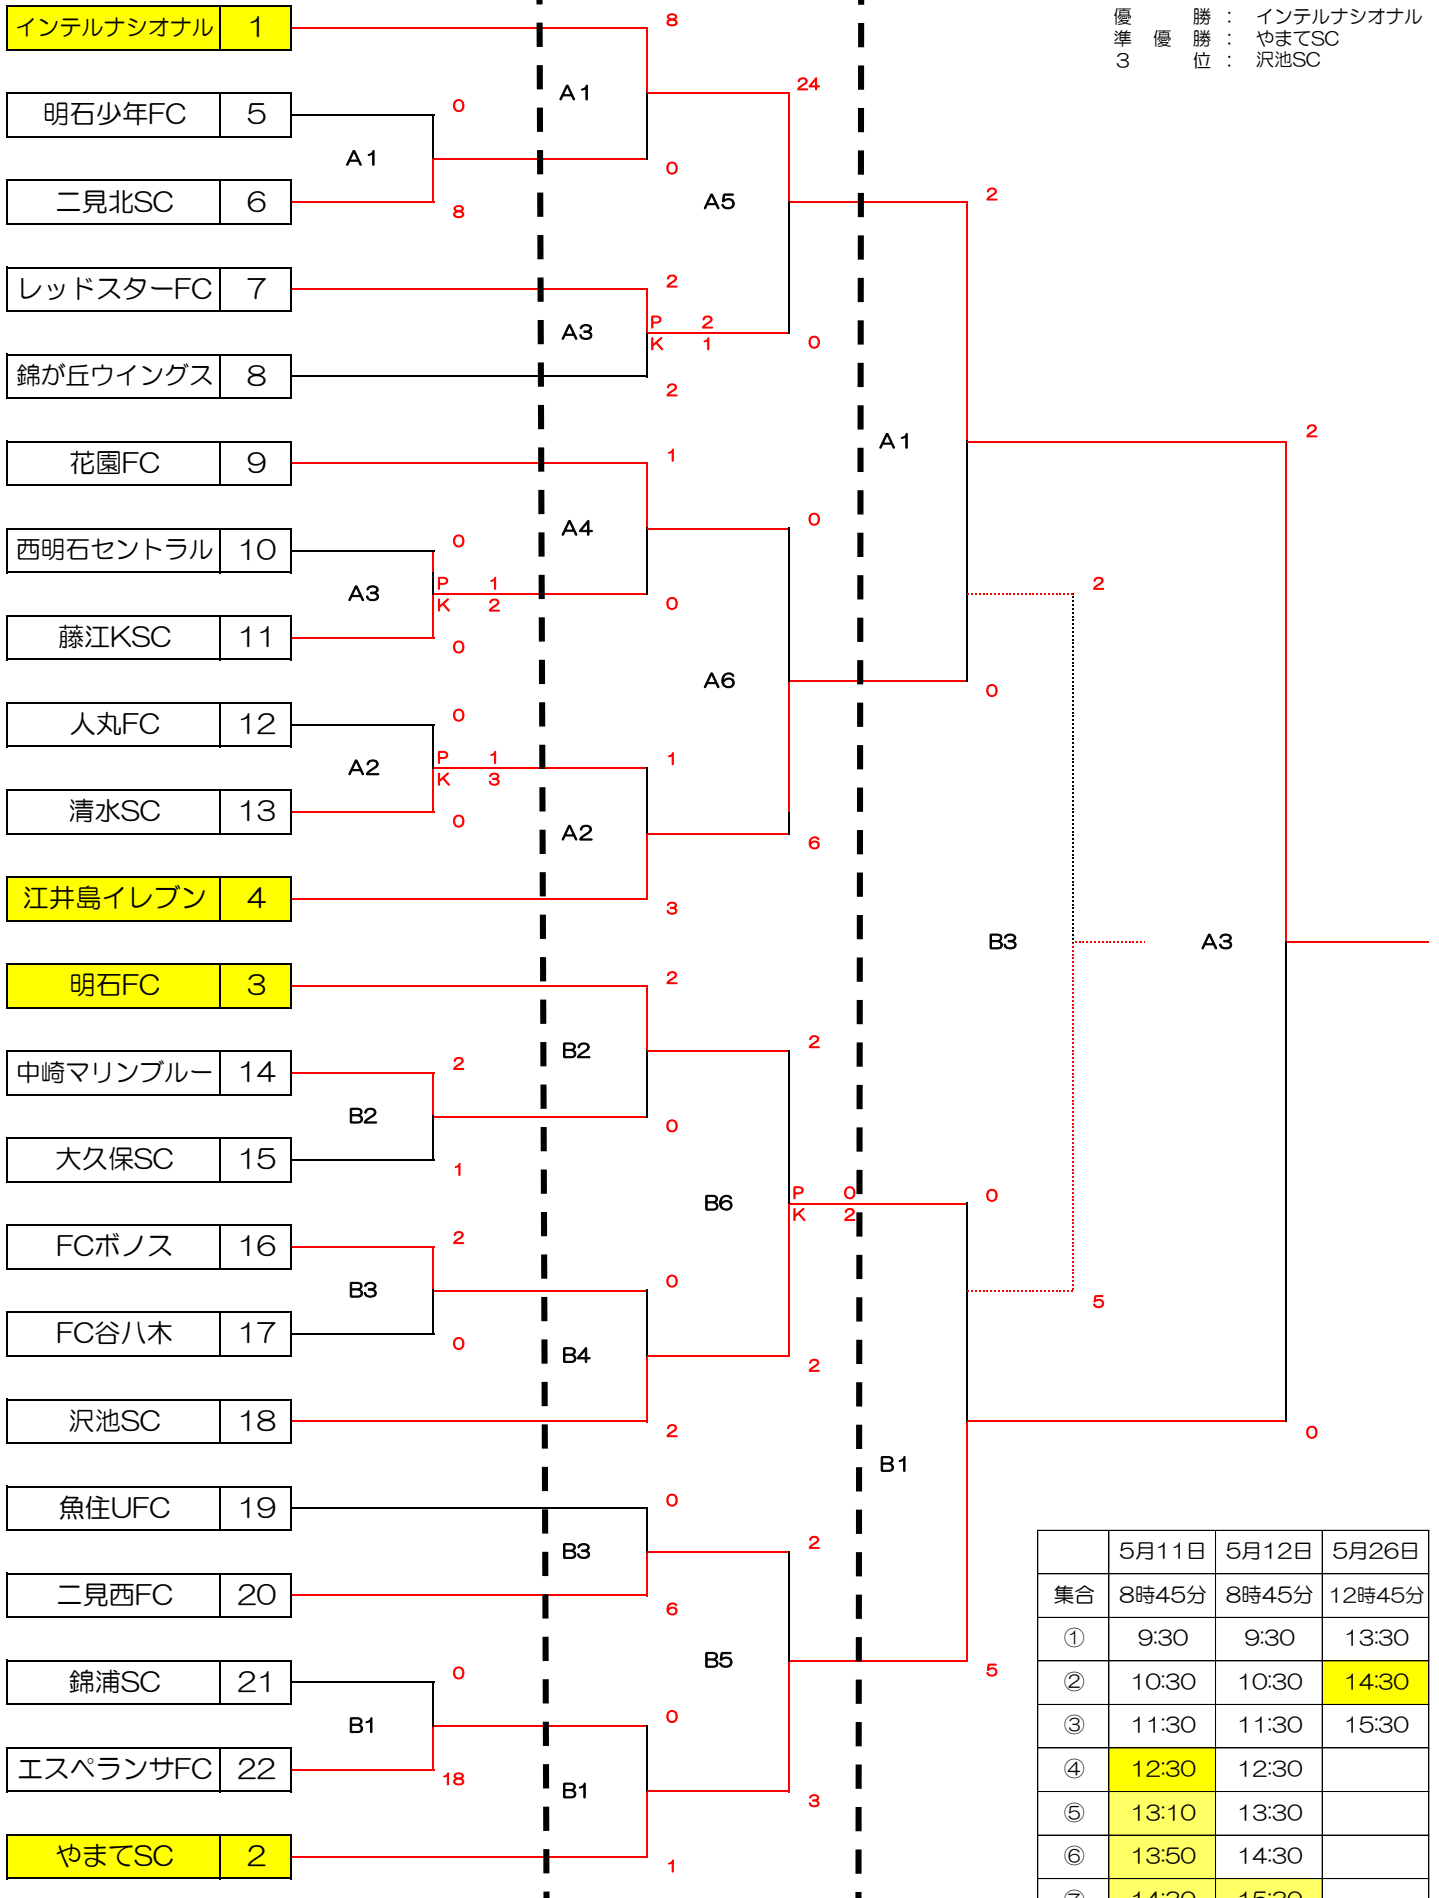 優勝：インテルナシオナル
準優勝：やまてSC
3位：沢池SC
インテルナシオナル 1
8
24
A1
明石少年FC 5
0
A1
0
二見北SC 6
8
A5
2
レッドスターFC 7
2
A3
P 2
K 1
0
錦が丘ウイングス 8
2
2
A1
花園FC 9
1
0
A4
西明石セントラル 10
0
A3
P 1
K 2
2
0
藤江KSC 11
0
A6
0
人丸FC 12
0
A2
P 1
K 3
1
清水SC 13
0
A2
6
江井島イレブン 4
3
B3
A3
明石FC 3
2
B2
2
中崎マリンブルー 14
2
B2
0
大久保SC 15
1
B6
P 0
K 2
0
FCボノス 16
2
B3
0
5
FC谷八木 17
0
B4
2
沢池SC 18
2
0
B1
魚住UFC 19
0
B3
2
二見西FC 20
6
B5
5
錦浦SC 21
0
B1
0
エスペランサFC 22
18
B1
3
やまてSC 2
1
5月11日 5月12日 5月26日
集合 8時45分 8時45分 12時45分
① 9:30 9:30 13:30
② 10:30 10:30 14:30
③ 11:30 11:30 15:30
④ 12:30 12:30
⑤ 13:10 13:30
⑥ 13:50 14:30